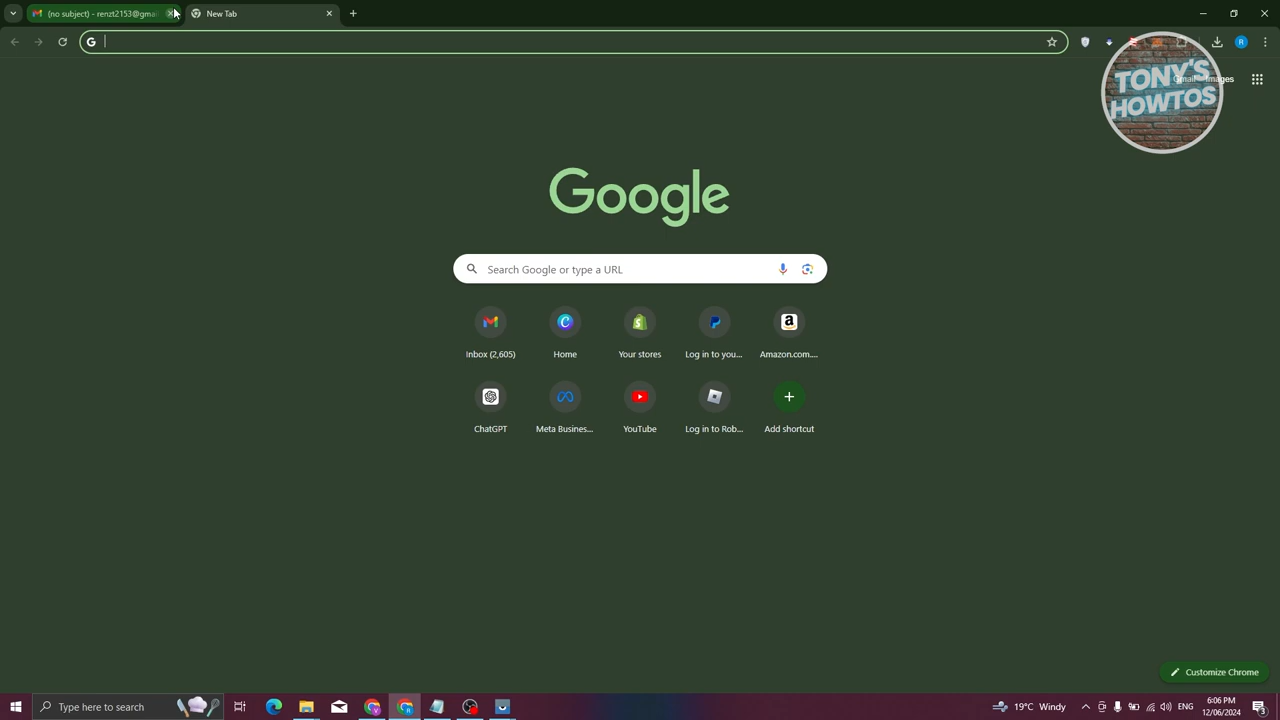 (no subject) - renzt2153@gmai
New Tab
Gmail
Images
TONY'S
HOWTOS
Google
Search Google or type a URL
Inbox (2,605)
Home
Your stores
Log in to you...
Amazon.com....
ChatGPT
Meta Busines...
YouTube
Log in to Rob...
Add shortcut
Customize Chrome
Type here to search
19°C Windy
ENG
6:06 PM
12/06/2024